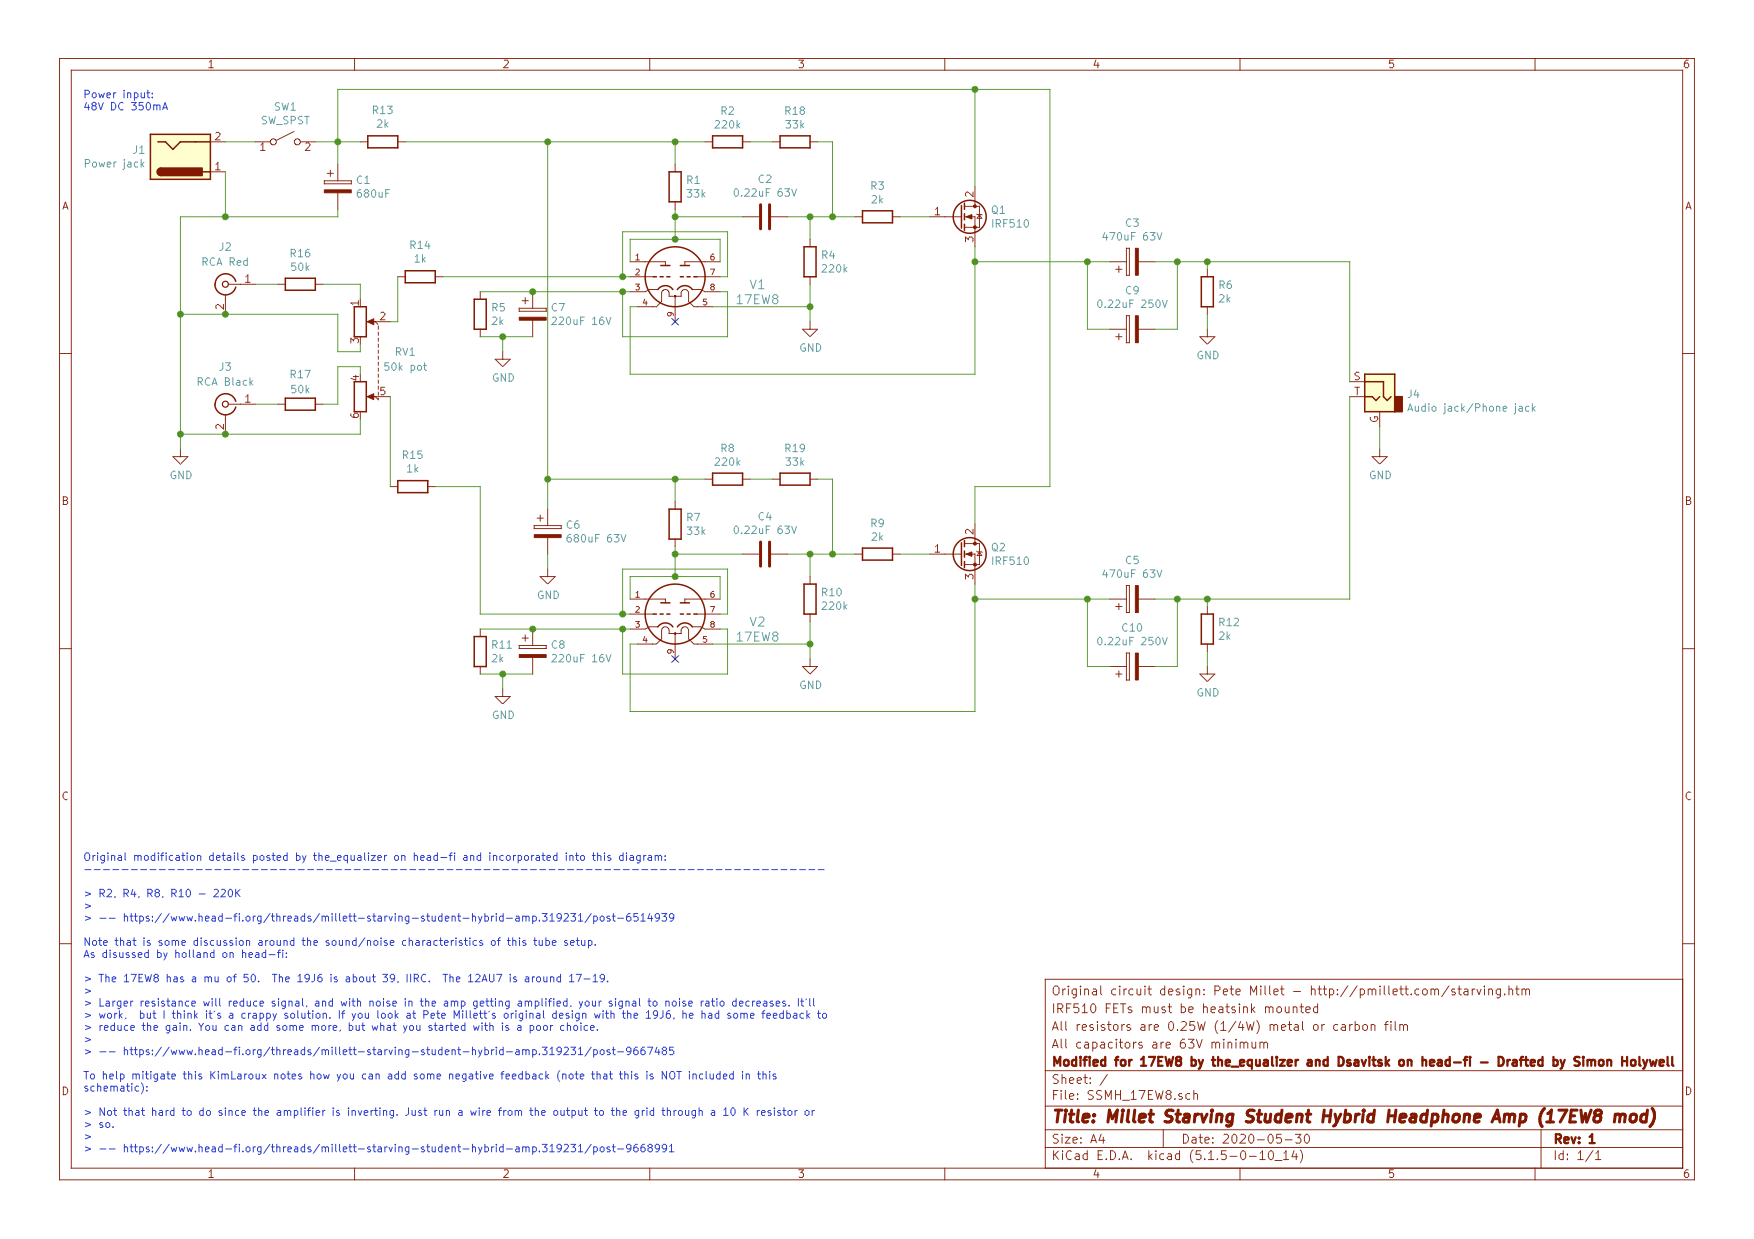 1 2 3 4 5 6
Power input:
48V DC 350mA
SW1
SW_SPST
1 2
J1
Power jack
2
1
R13
2k
C1
680uF
+
R2
220k
R18
33k
R1
33k
C2
0.22uF 63V
R3
2k
1
2
3
Q1
IRF510
A
A
J2
RCA Red
1
2
R16
50k
R14
1k
1
2
3
R4
220k
C3
470uF 63V
+
C9
0.22uF 250V
+
R6
2k
GND
1 6
2 7
3 8
4 9 5
V1
17EW8
R5
2k
+
C7
220uF 16V
GND
GND
RV1
50k pot
J3
RCA Black
1
2
R17
50k
4
5
6
S
T
G
J4
Audio jack/Phone jack
GND
GND
R15
1k
B
B
R8
220k
R19
33k
R7
33k
C4
0.22uF 63V
R9
2k
1
2
3
Q2
IRF510
+
C6
680uF 63V
GND
R10
220k
C5
470uF 63V
+
C10
0.22uF 250V
+
R12
2k
GND
1 6
2 7
3 8
4 9 5
V2
17EW8
R11
2k
+
C8
220uF 16V
GND
GND
C
C
Original modification details posted by the_equalizer on head-fi and incorporated into this diagram:
--------------------------------------------------------------------------------
> R2, R4, R8, R10 - 220K
>
> -- https://www.head-fi.org/threads/millett-starving-student-hybrid-amp.319231/post-6514939
Note that is some discussion around the sound/noise characteristics of this tube setup.
As disussed by holland on head-fi:
> The 17EW8 has a mu of 50.  The 19J6 is about 39, IIRC.  The 12AU7 is around 17-19.
>
> Larger resistance will reduce signal, and with noise in the amp getting amplified, your signal to noise ratio decreases. It'll
> work,  but I think it's a crappy solution. If you look at Pete Millett's original design with the 19J6, he had some feedback to
> reduce the gain. You can add some more, but what you started with is a poor choice.
>
> -- https://www.head-fi.org/threads/millett-starving-student-hybrid-amp.319231/post-9667485
To help mitigate this KimLaroux notes how you can add some negative feedback (note that this is NOT included in this
schematic):
> Not that hard to do since the amplifier is inverting. Just run a wire from the output to the grid through a 10 K resistor or
> so.
>
> -- https://www.head-fi.org/threads/millett-starving-student-hybrid-amp.319231/post-9668991
D
D
Original circuit design: Pete Millet - http://pmillett.com/starving.htm
IRF510 FETs must be heatsink mounted
All resistors are 0.25W (1/4W) metal or carbon film
All capacitors are 63V minimum
Modified for 17EW8 by the_equalizer and Dsavitsk on head-fi - Drafted by Simon Holywell
Sheet: /
File: SSMH_17EW8.sch
Title: Millet Starving Student Hybrid Headphone Amp (17EW8 mod)
Size: A4 Date: 2020-05-30 Rev: 1
KiCad E.D.A.  kicad (5.1.5-0-10_14) Id: 1/1
1 2 3 4 5 6